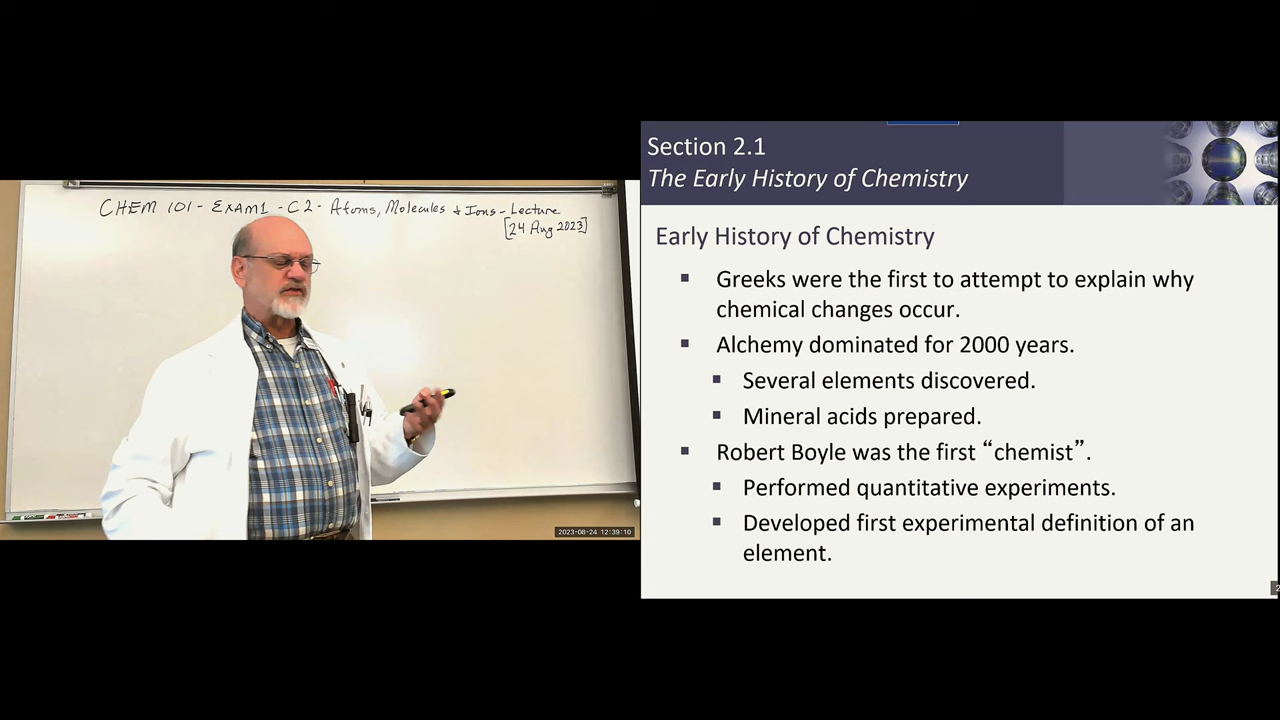 CHEM 101 - EXAM1 - C2 - Atoms, Molecules & Ions - Lecture
[24 Aug 2023]
2023-08-24 12:39:10
Section 2.1
The Early History of Chemistry
Early History of Chemistry
▪ Greeks were the first to attempt to explain why
chemical changes occur.
▪ Alchemy dominated for 2000 years.
▪ Several elements discovered.
▪ Mineral acids prepared.
▪ Robert Boyle was the first “chemist”.
▪ Performed quantitative experiments.
▪ Developed first experimental definition of an
element.
2